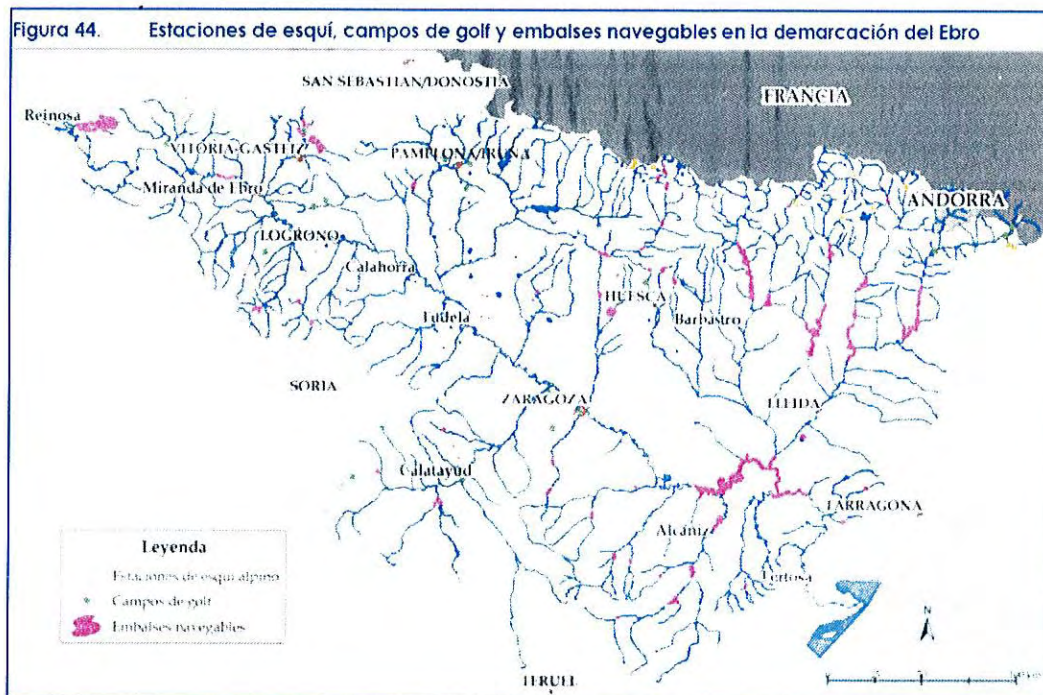 Figura 44. Estaciones de esquí, campos de golf y embalses navegables en la demarcación del Ebro
SAN SEBASTIAN/DONOSTIA
FRANCIA
Reinosa
VITORIA-GASTEIZ
PAMPLONA/IRUÑA
Miranda de Ebro
ANDORRA
LOGROÑO
Calahorra
HUESCA
Barbastro
Tudela
SORIA
ZARAGOZA
LLEIDA
Calatayud
TARRAGONA
Alcañiz
Tortosa
Leyenda
Estaciones de esquí alpino
Campos de golf
Embalses navegables
N
TERUEL